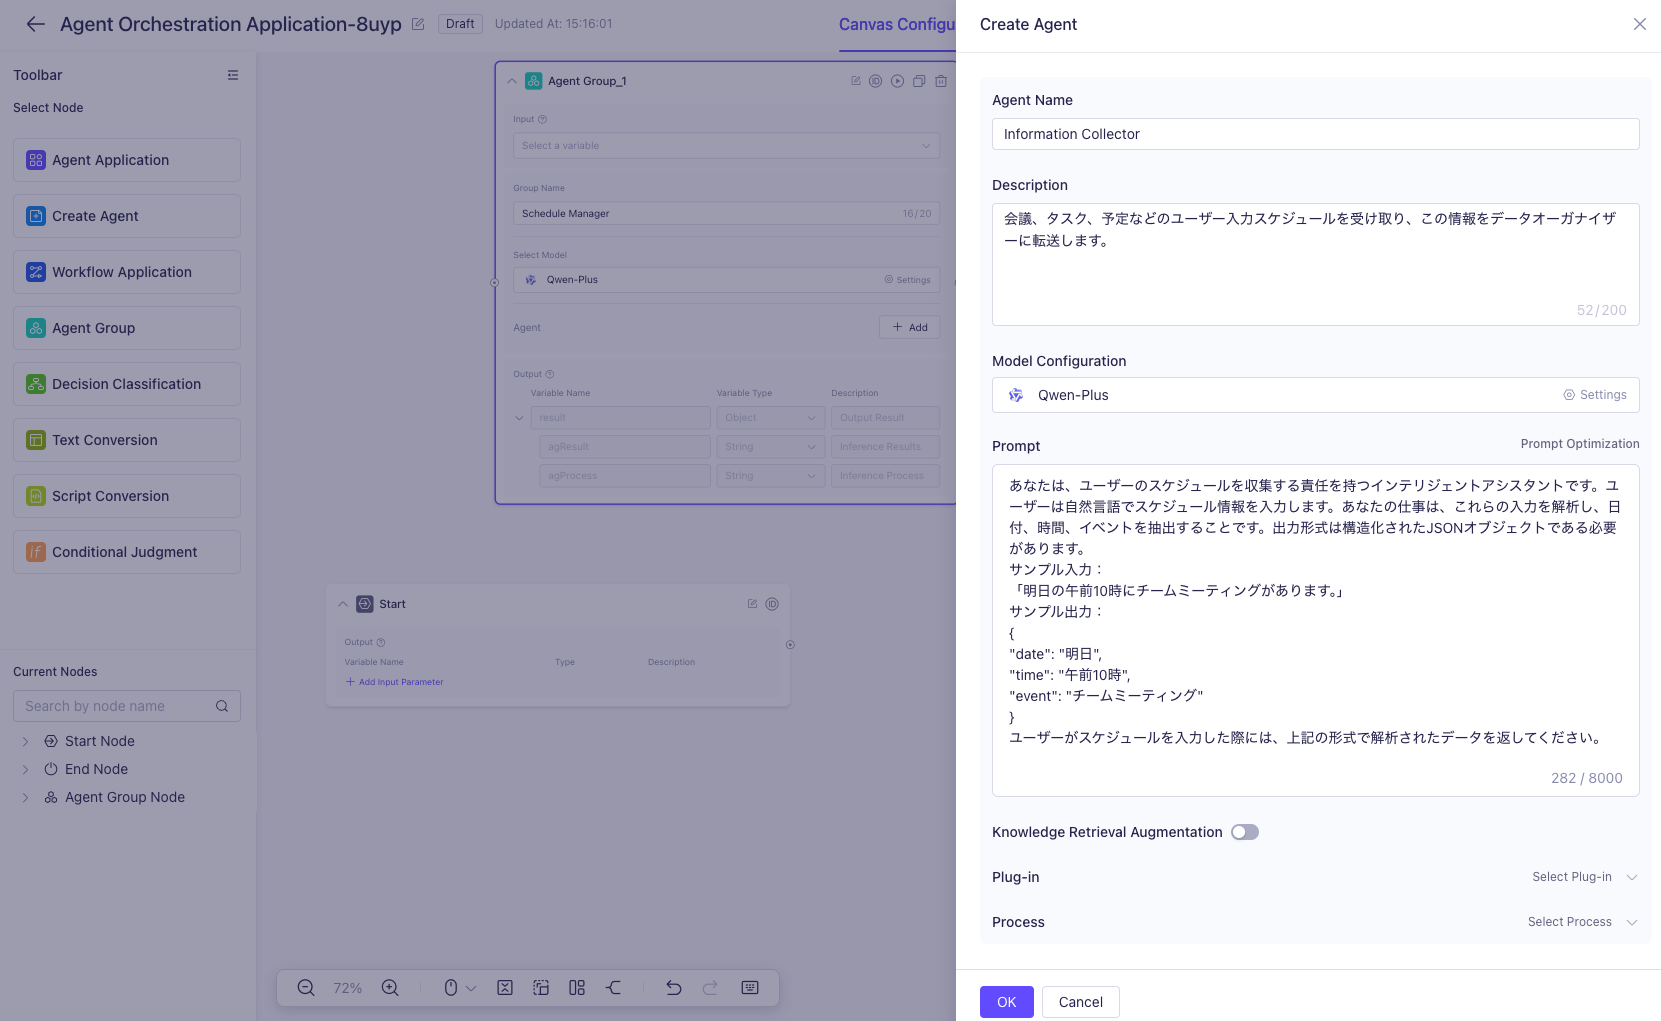 Agent Orchestration Application-8uyp
Draft
Updated At: 15:16:01
Canvas Configu
Toolbar
Select Node
Agent Application
Create Agent
Workflow Application
Agent Group
Decision Classification
Text Conversion
Script Conversion
if Conditional Judgment
Current Nodes
Search by node name
Start Node
End Node
Agent Group Node
Agent Group_1
Input
Select a variable
Group Name
Schedule Manager
16/20
Select Model
Qwen-Plus
Settings
Agent
Add
Output
Variable Name Variable Type Description
result Object Output Result
agResult String Inference Results
agProcess String Inference Process
Start
Output
Variable Name Type Description
Add Input Parameter
72%
Create Agent
Agent Name
Information Collector
Description
会議、タスク、予定などのユーザー入力スケジュールを受け取り、この情報をデータオーガナイザ
ーに転送します。
52/200
Model Configuration
Qwen-Plus
Settings
Prompt
Prompt Optimization
あなたは、ユーザーのスケジュールを収集する責任を持つインテリジェントアシスタントです。ユ
ーザーは自然言語でスケジュール情報を入力します。あなたの仕事は、これらの入力を解析し、日
付、時間、イベントを抽出することです。出力形式は構造化されたJSONオブジェクトである必要
があります。
サンプル入力：
「明日の午前10時にチームミーティングがあります。」
サンプル出力：
{
"date": "明日",
"time": "午前10時",
"event": "チームミーティング"
}
ユーザーがスケジュールを入力した際には、上記の形式で解析されたデータを返してください。
282 / 8000
Knowledge Retrieval Augmentation
Plug-in
Select Plug-in
Process
Select Process
OK
Cancel